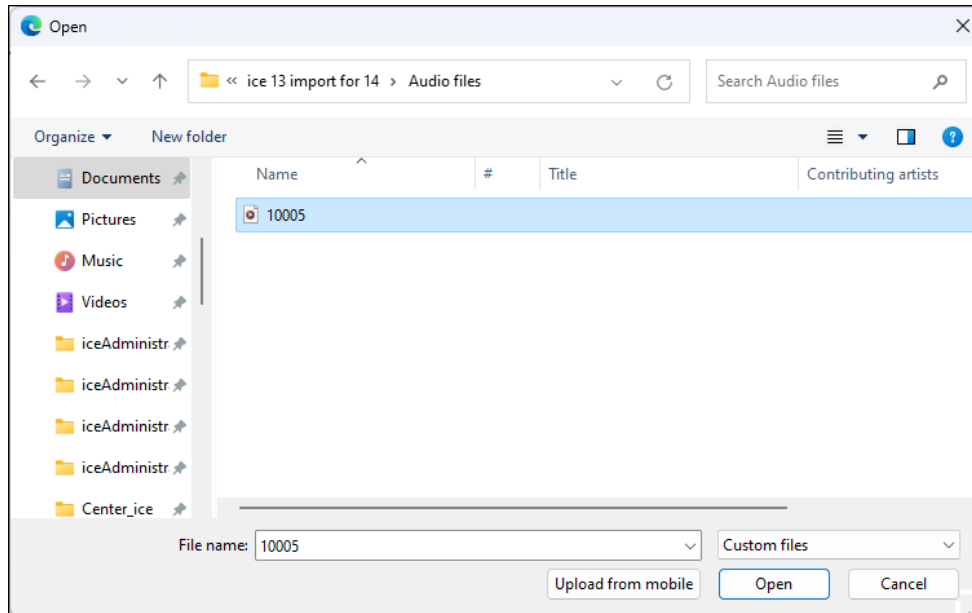 Open
« ice 13 import for 14 > Audio files
Search Audio files
Organize
New folder
?
Name
#
Title
Contributing artists
10005
Documents
Pictures
Music
Videos
iceAdministr
iceAdministr
iceAdministr
iceAdministr
Center_ice
File name: 10005
Custom files
Upload from mobile
Open
Cancel